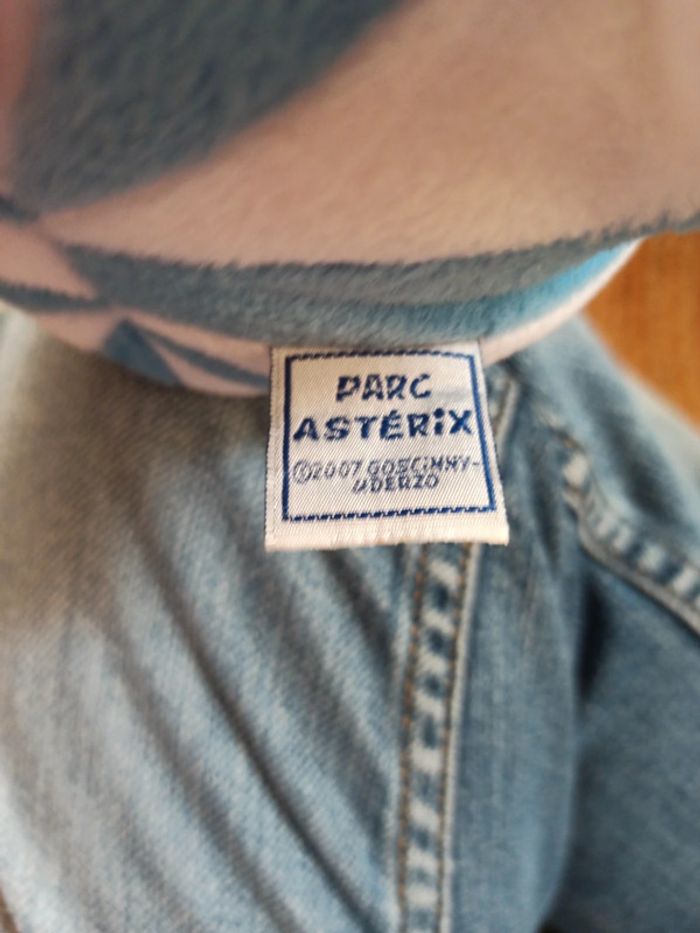 PARC
ASTÉRiX
©2007 GOSCiNNY-
UDERZO